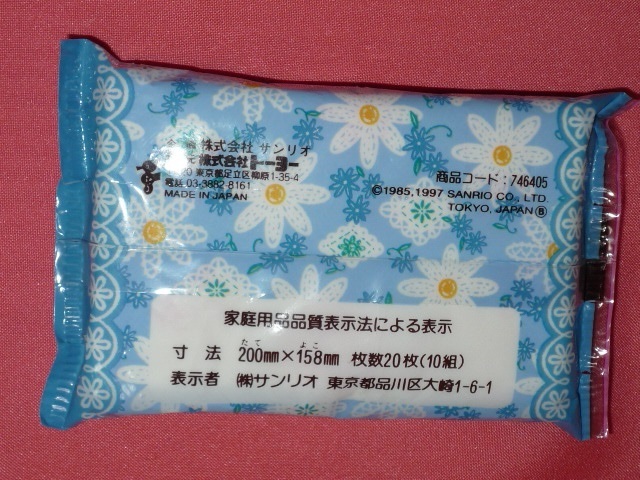 株式会社 サンリオ
元 株式会社トーヨー
20 東京都足立区柳原1-35-4
電話 03-3882-8161
MADE IN JAPAN
商品コード：746405
©1985,1997 SANRIO CO., LTD.
TOKYO, JAPAN Ⓑ
家庭用品品質表示法による表示
寸 法 200mm×158mm 枚数20枚(10組)
たて よこ
表示者 ㈱サンリオ 東京都品川区大崎1-6-1